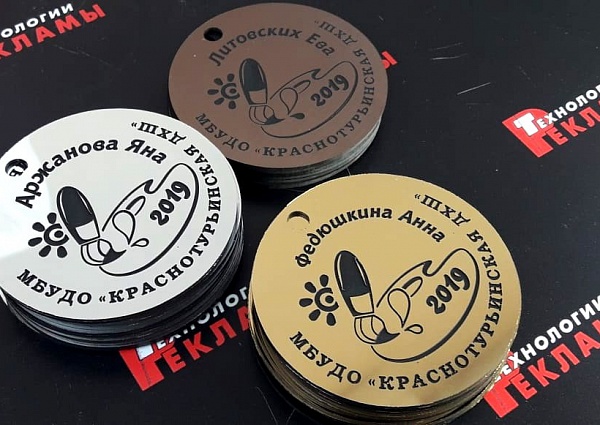 ТЕХНОЛОГИИ
РЕКЛАМЫ
Литовских Ева
2019
МБУДО «КРАСНОТУРЬИНСКАЯ ДХШ»
Аржанова Яна
2019
МБУДО «КРАСНОТУРЬИНСКАЯ ДХШ»
Федюшкина Анна
2019
МБУДО «КРАСНОТУРЬИНСКАЯ ДХШ»
ТЕХНОЛОГИИ
РЕКЛАМЫ
ТЕХНОЛОГИИ
РЕКЛАМЫ
ТЕХНОЛОГИИ
РЕКЛАМЫ